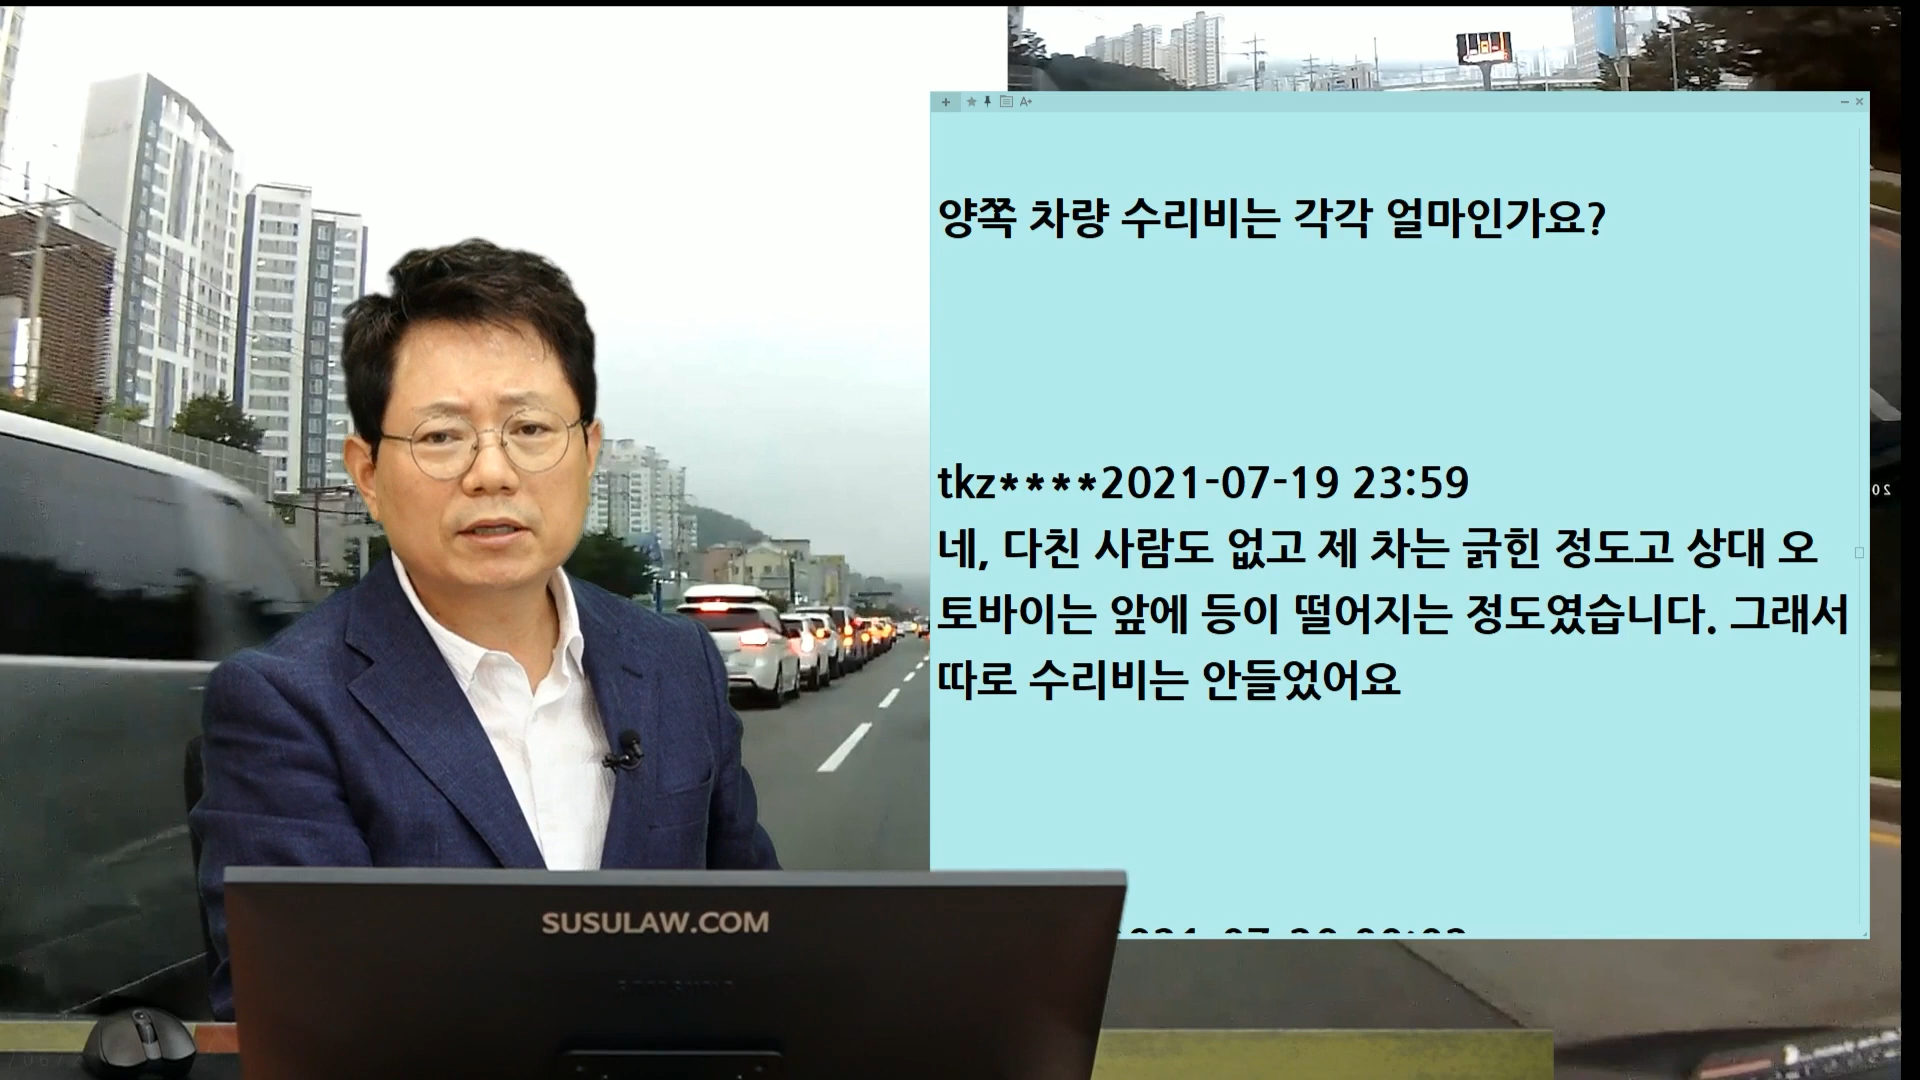 양쪽 차량 수리비는 각각 얼마인가요?
tkz****2021-07-19 23:59
네, 다친 사람도 없고 제 차는 긁힌 정도고 상대 오
토바이는 앞에 등이 떨어지는 정도였습니다. 그래서
따로 수리비는 안들었어요
SUSULAW.COM